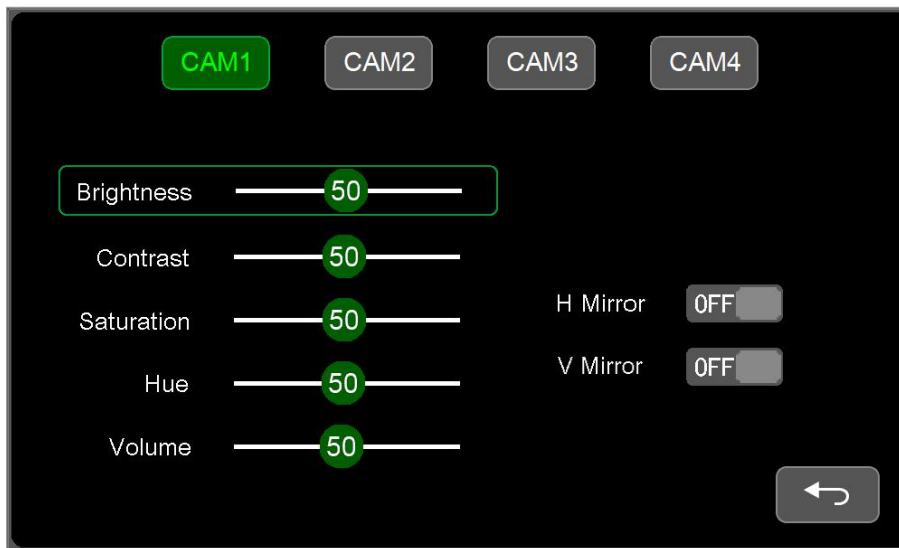 CAM1 CAM2 CAM3 CAM4
Brightness 50
Contrast 50
H Mirror OFF
Saturation 50
V Mirror OFF
Hue 50
Volume 50